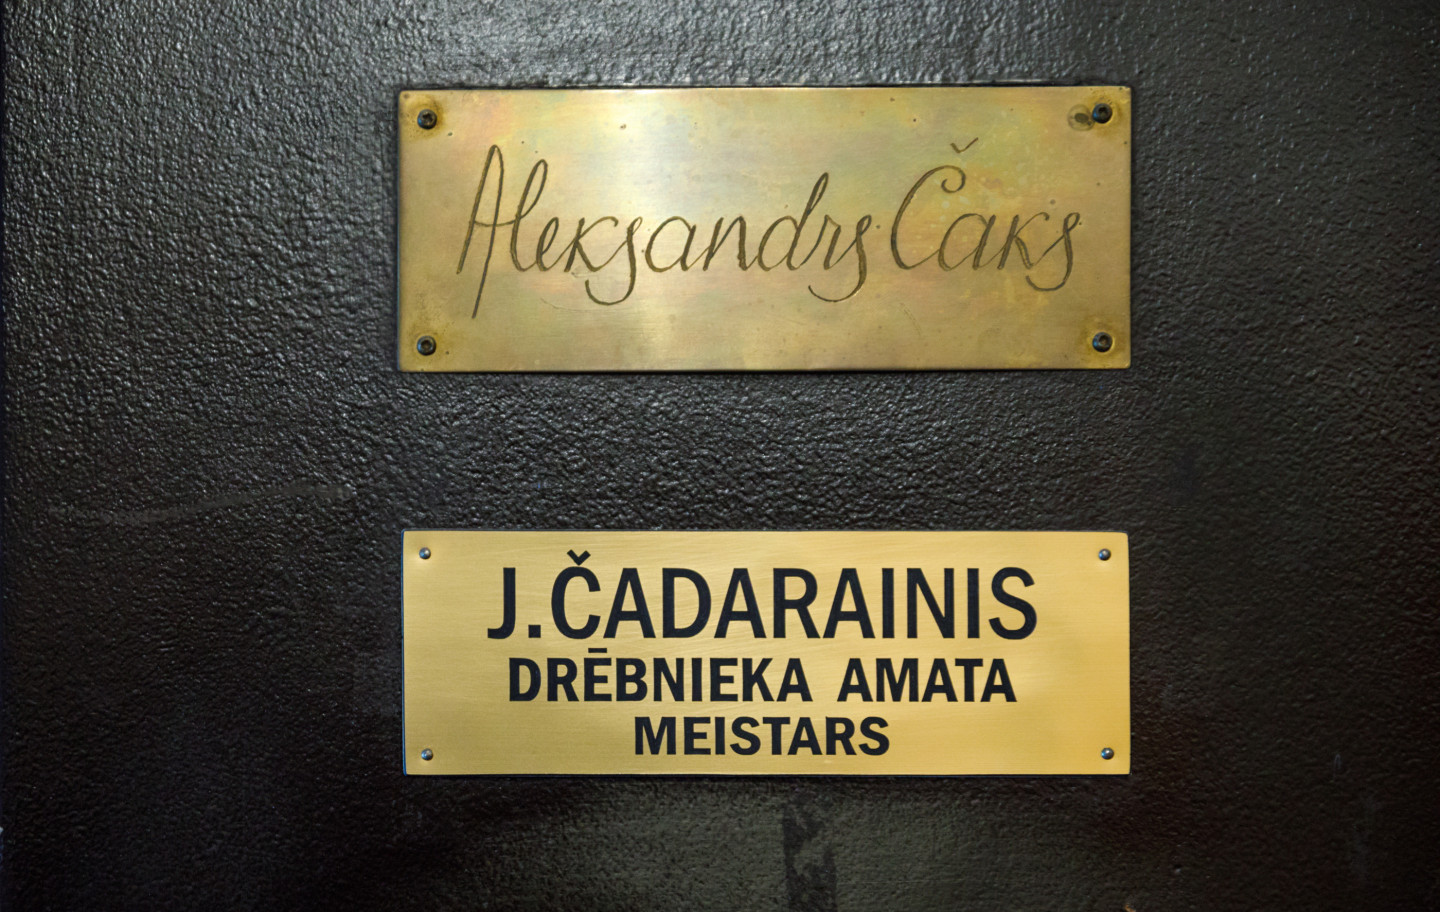 Aleksandrs Čaks
J.ČADARAINIS
DRĒBNIEKA AMATA
MEISTARS